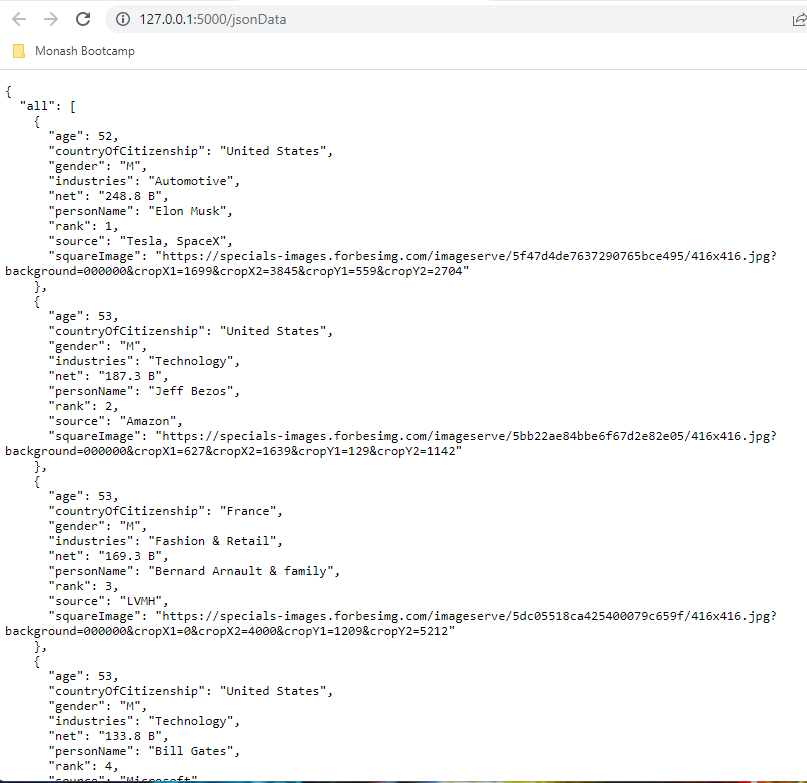 127.0.0.1:5000/jsonData
Monash Bootcamp
{
  "all": [
    {
      "age": 52,
      "countryOfCitizenship": "United States",
      "gender": "M",
      "industries": "Automotive",
      "net": "248.8 B",
      "personName": "Elon Musk",
      "rank": 1,
      "source": "Tesla, SpaceX",
      "squareImage": "https://specials-images.forbesimg.com/imageserve/5f47d4de7637290765bce495/416x416.jpg?
background=000000&cropX1=1699&cropX2=3845&cropY1=559&cropY2=2704"
    },
    {
      "age": 53,
      "countryOfCitizenship": "United States",
      "gender": "M",
      "industries": "Technology",
      "net": "187.3 B",
      "personName": "Jeff Bezos",
      "rank": 2,
      "source": "Amazon",
      "squareImage": "https://specials-images.forbesimg.com/imageserve/5bb22ae84bbe6f67d2e82e05/416x416.jpg?
background=000000&cropX1=627&cropX2=1639&cropY1=129&cropY2=1142"
    },
    {
      "age": 53,
      "countryOfCitizenship": "France",
      "gender": "M",
      "industries": "Fashion & Retail",
      "net": "169.3 B",
      "personName": "Bernard Arnault & family",
      "rank": 3,
      "source": "LVMH",
      "squareImage": "https://specials-images.forbesimg.com/imageserve/5dc05518ca425400079c659f/416x416.jpg?
background=000000&cropX1=0&cropX2=4000&cropY1=1209&cropY2=5212"
    },
    {
      "age": 53,
      "countryOfCitizenship": "United States",
      "gender": "M",
      "industries": "Technology",
      "net": "133.8 B",
      "personName": "Bill Gates",
      "rank": 4,
      "source": "Microsoft"